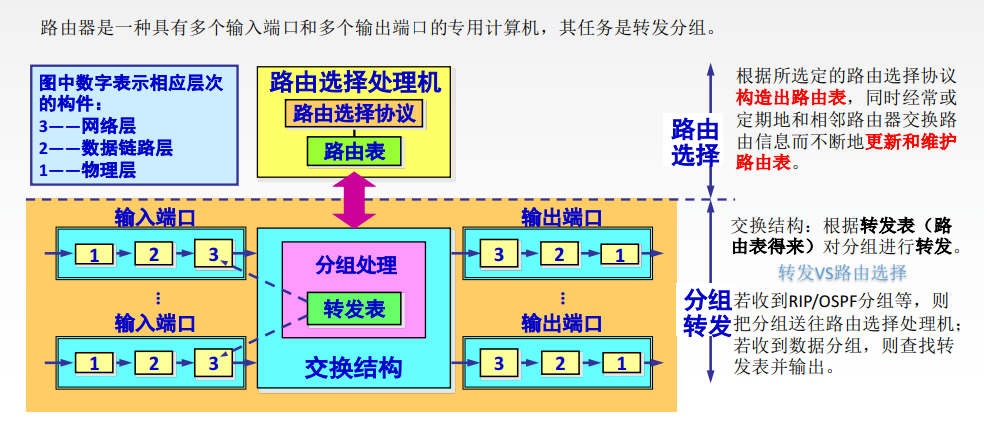 路由器是一种具有多个输入端口和多个输出端口的专用计算机，其任务是转发分组。
图中数字表示相应层次
的构件：
3——网络层
2——数据链路层
1——物理层
路由选择处理机
路由选择协议
路由表
路由
选择
根据所选定的路由选择协议
构造出路由表，同时经常或
定期地和相邻路由器交换路
由信息而不断地更新和维护
路由表。
输入端口
1
2
3
输出端口
3
2
1
分组处理
转发表
交换结构
⋮
⋮
输入端口
1
2
3
输出端口
3
2
1
分组
转发
交换结构：根据转发表（路
由表得来）对分组进行转发。
转发VS路由选择
若收到RIP/OSPF分组等，则
把分组送往路由选择处理机；
若收到数据分组，则查找转
发表并输出。